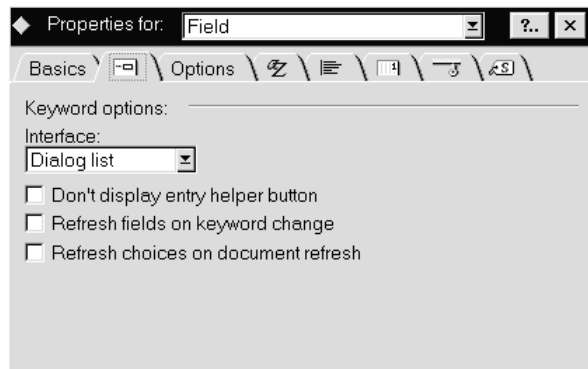 Properties for: Field ?..
Basics Options
Keyword options:
Interface:
Dialog list
Don't display entry helper button
Refresh fields on keyword change
Refresh choices on document refresh